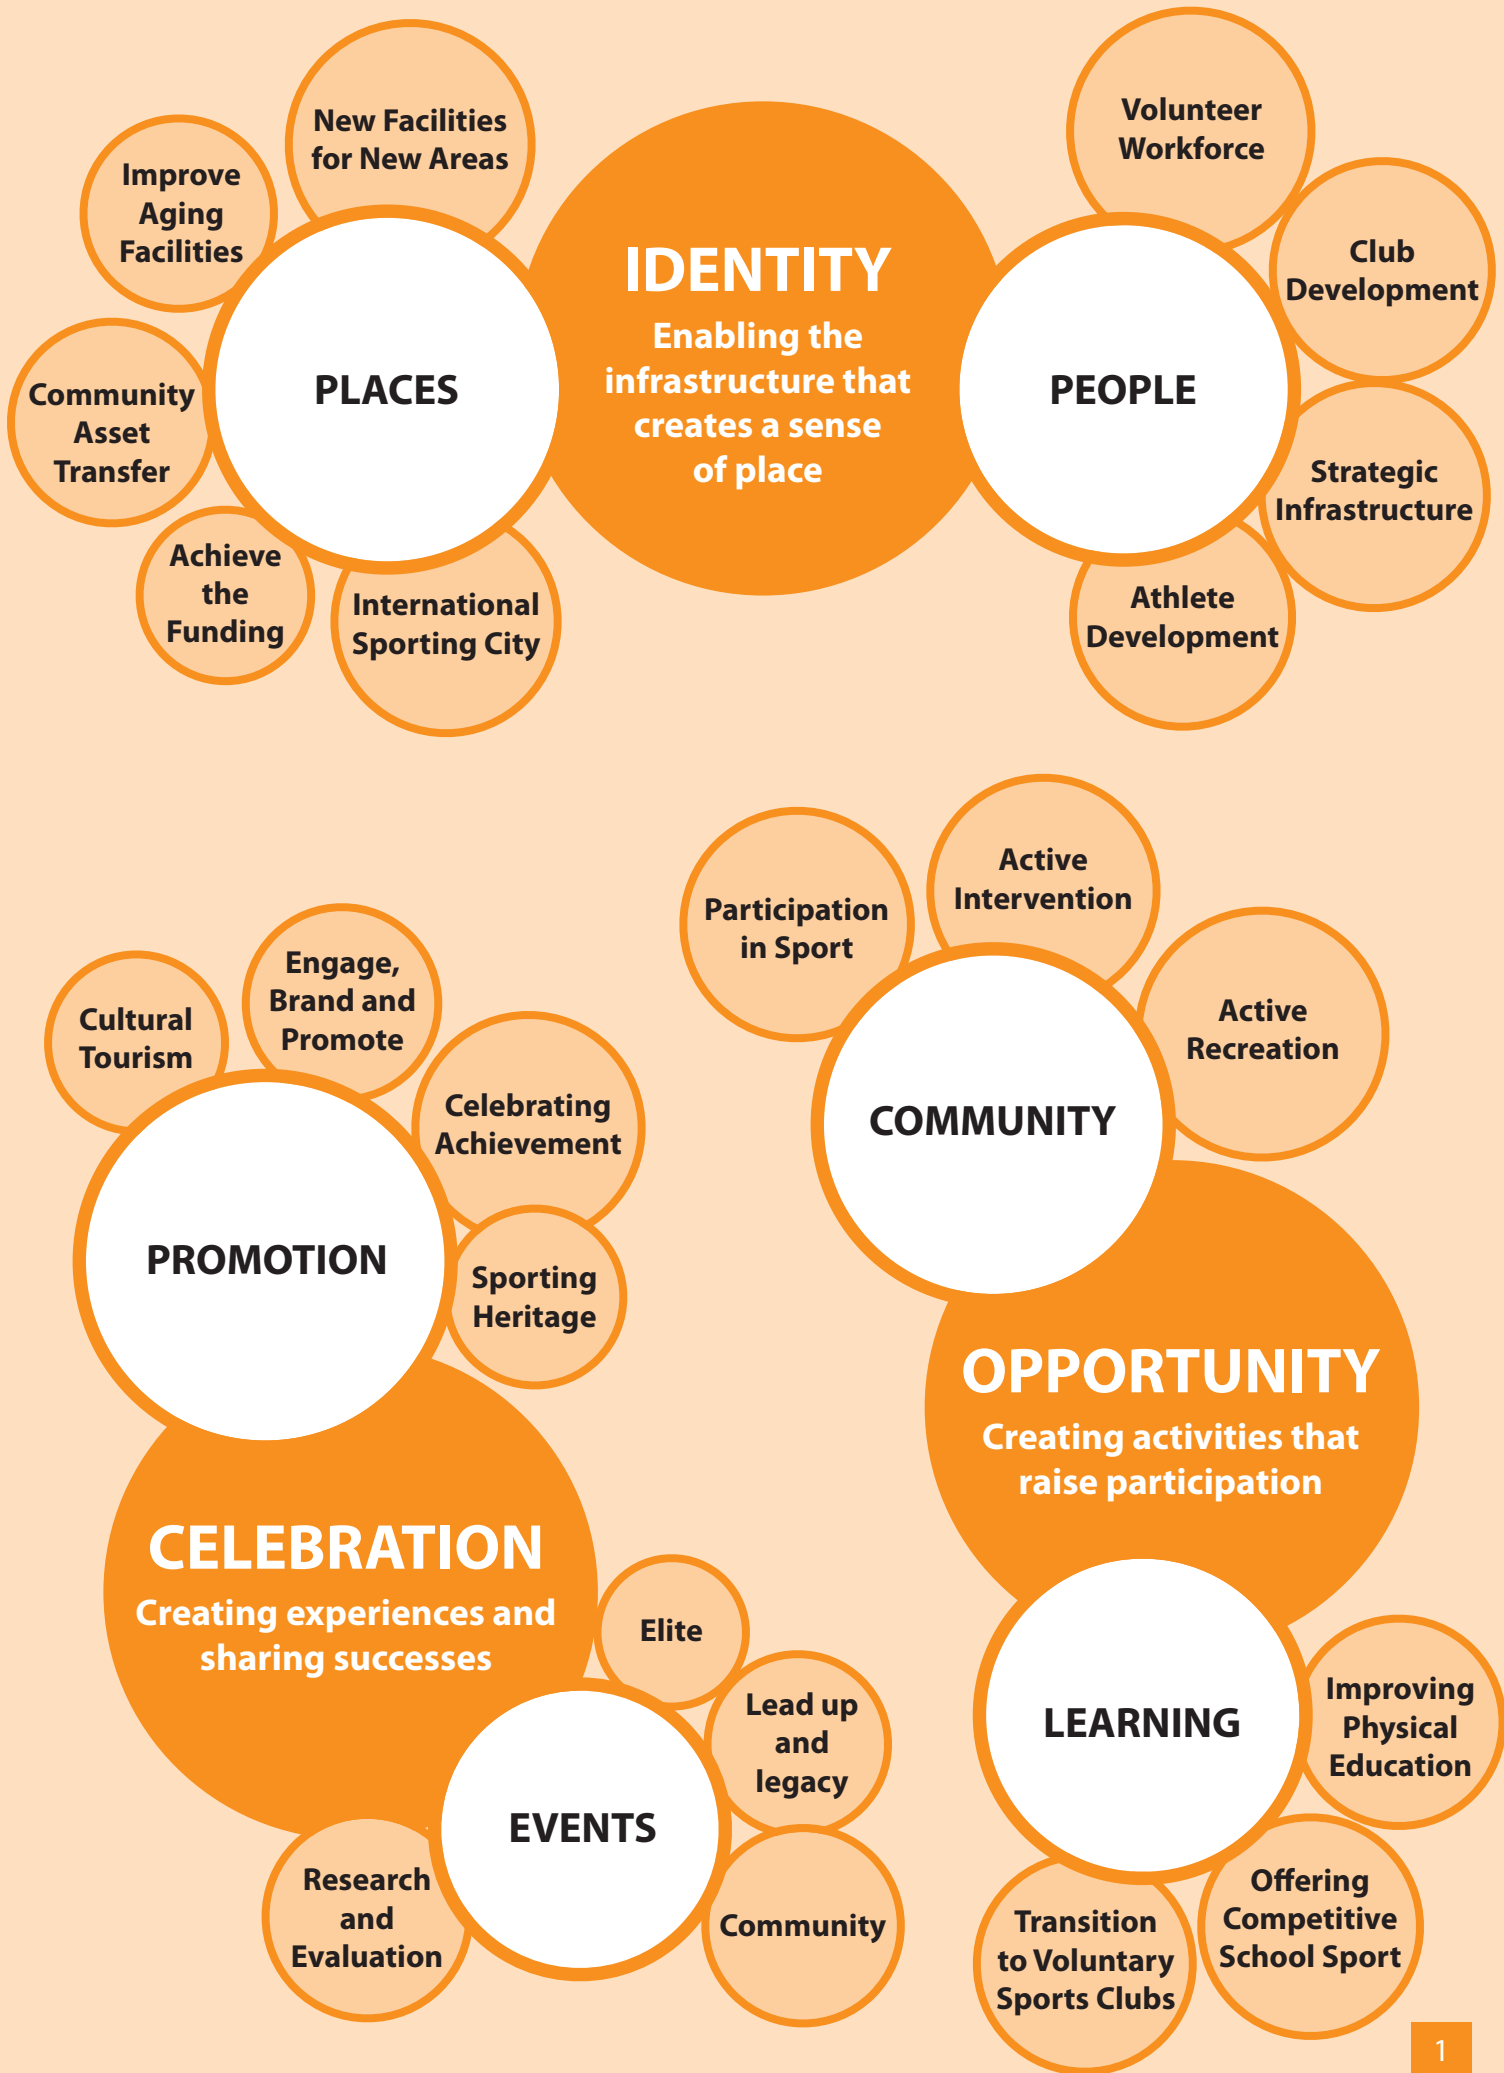 New Facilities
for New Areas
Improve
Aging
Facilities
Community
Asset
Transfer
Achieve
the
Funding
International
Sporting City
PLACES
IDENTITY
Enabling the
infrastructure that
creates a sense
of place
PEOPLE
Volunteer
Workforce
Club
Development
Strategic
Infrastructure
Athlete
Development
Participation
in Sport
Active
Intervention
Active
Recreation
COMMUNITY
OPPORTUNITY
Creating activities that
raise participation
LEARNING
Improving
Physical
Education
Offering
Competitive
School Sport
Transition
to Voluntary
Sports Clubs
Cultural
Tourism
Engage,
Brand and
Promote
Celebrating
Achievement
Sporting
Heritage
PROMOTION
CELEBRATION
Creating experiences and
sharing successes
Elite
Lead up
and
legacy
EVENTS
Community
Research
and
Evaluation
1